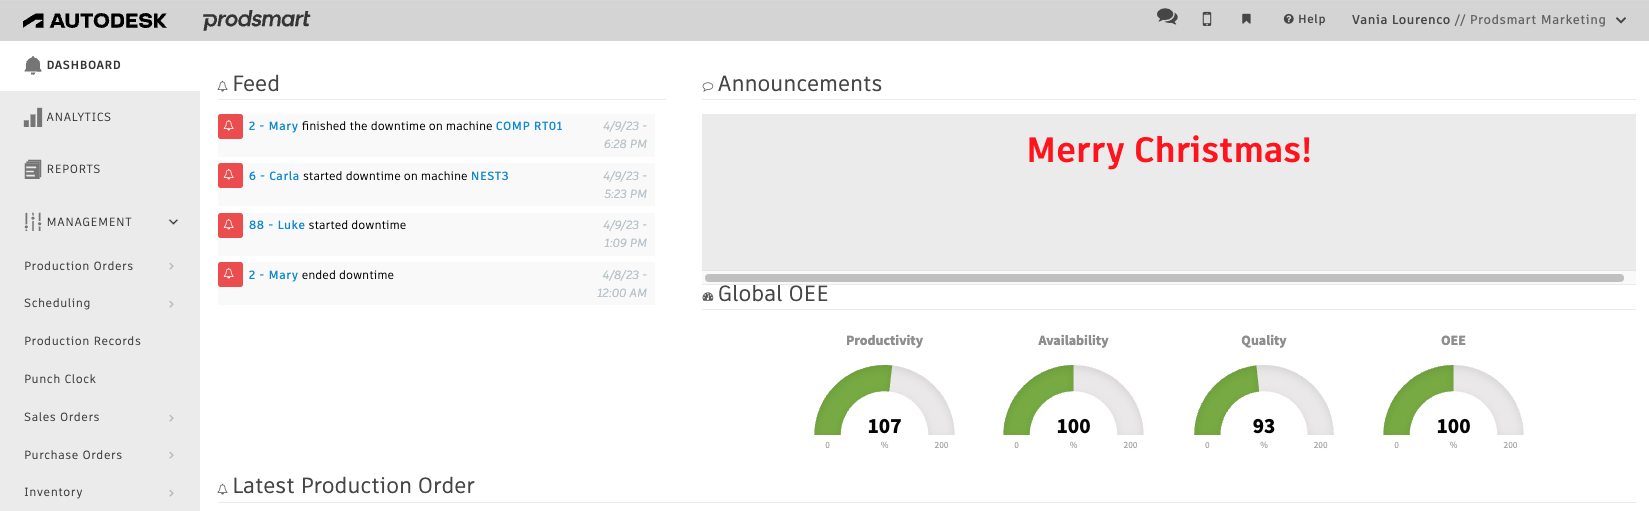 AUTODESK prodsmart
Help Vania Lourenco // Prodsmart Marketing
DASHBOARD
ANALYTICS
REPORTS
MANAGEMENT
Production Orders
Scheduling
Production Records
Punch Clock
Sales Orders
Purchase Orders
Inventory
Feed
2 - Mary finished the downtime on machine COMP RT01 4/9/23 -
6:28 PM
6 - Carla started downtime on machine NEST3 4/9/23 -
5:23 PM
88 - Luke started downtime 4/9/23 -
1:09 PM
2 - Mary ended downtime 4/8/23 -
12:00 AM
Announcements
Merry Christmas!
Global OEE
Productivity Availability Quality OEE
107 100 93 100
0 % 200 0 % 200 0 % 200 0 % 200
Latest Production Order